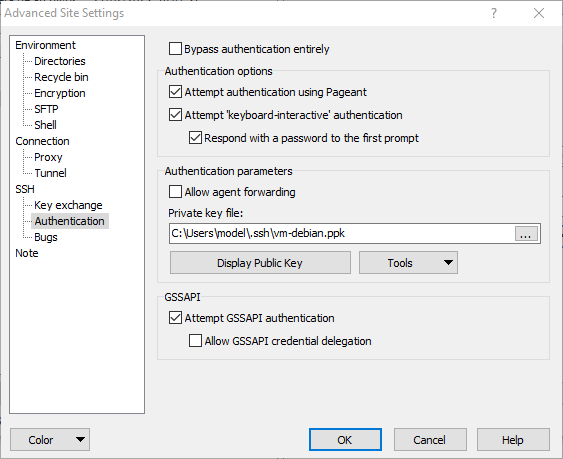 Advanced Site Settings
?
Environment
Directories
Recycle bin
Encryption
SFTP
Shell
Connection
Proxy
Tunnel
SSH
Key exchange
Authentication
Bugs
Note
Bypass authentication entirely
Authentication options
Attempt authentication using Pageant
Attempt 'keyboard-interactive' authentication
Respond with a password to the first prompt
Authentication parameters
Allow agent forwarding
Private key file:
C:\Users\model\.ssh\vm-debian.ppk
...
Display Public Key
Tools
GSSAPI
Attempt GSSAPI authentication
Allow GSSAPI credential delegation
Color
OK
Cancel
Help